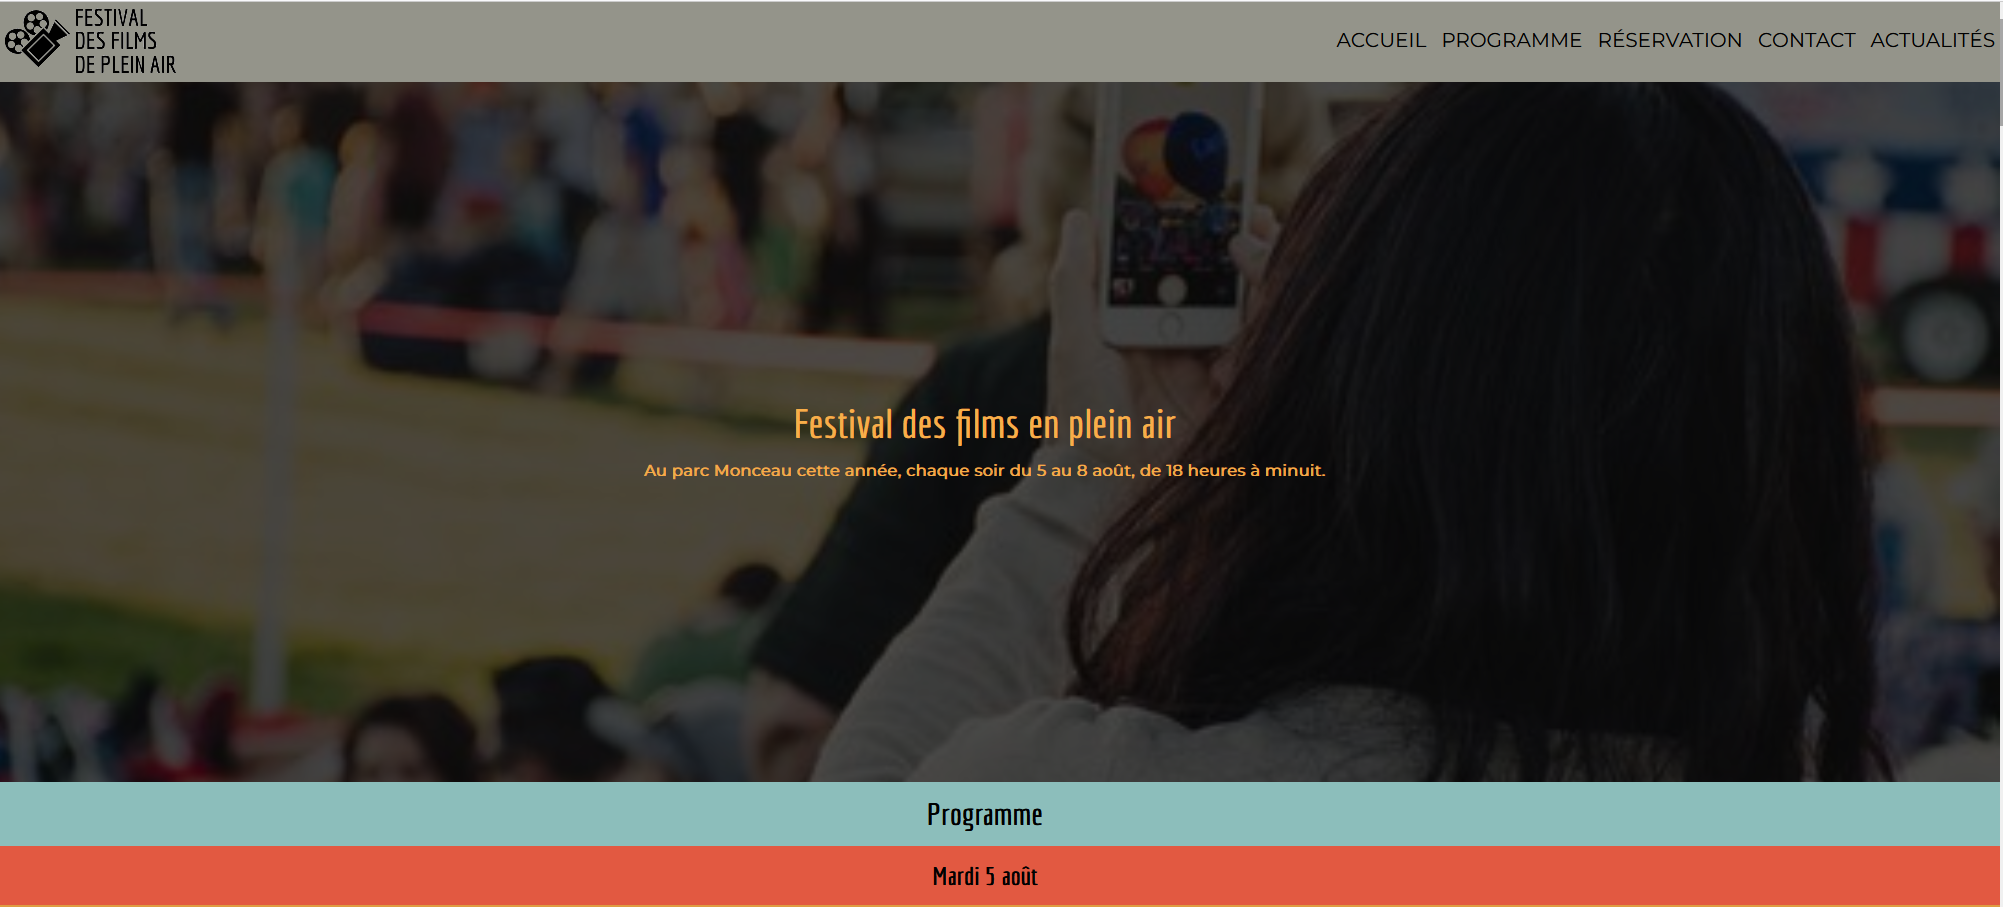 FESTIVAL
DES FILMS
DE PLEIN AIR
ACCUEIL PROGRAMME RÉSERVATION CONTACT ACTUALITÉS
Festival des films en plein air
Au parc Monceau cette année, chaque soir du 5 au 8 août, de 18 heures à minuit.
Programme
Mardi 5 août